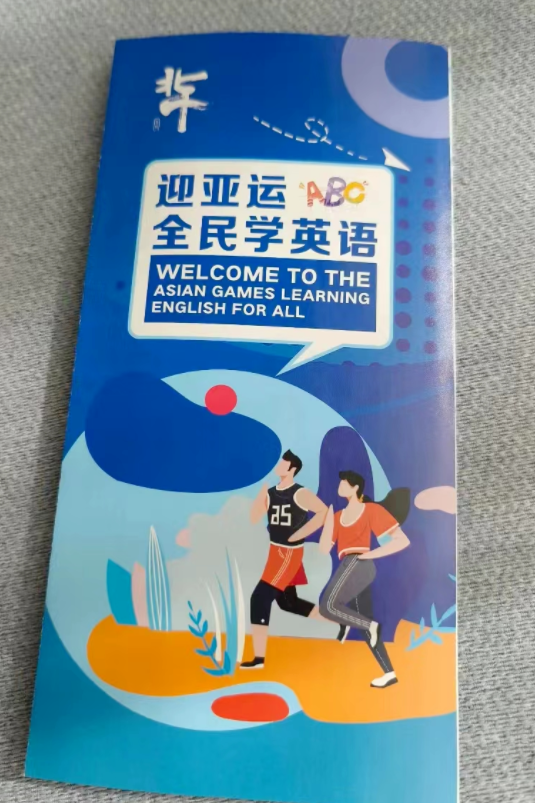 迎亚运 ABC
全民学英语
WELCOME TO THE
ASIAN GAMES LEARNING
ENGLISH FOR ALL
25